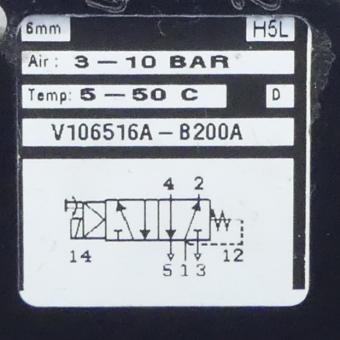 6mm H5L
Air: 3-10 BAR
Temp: 5-50 C D
V106516A-B200A
4 2
14 12
5 1 3